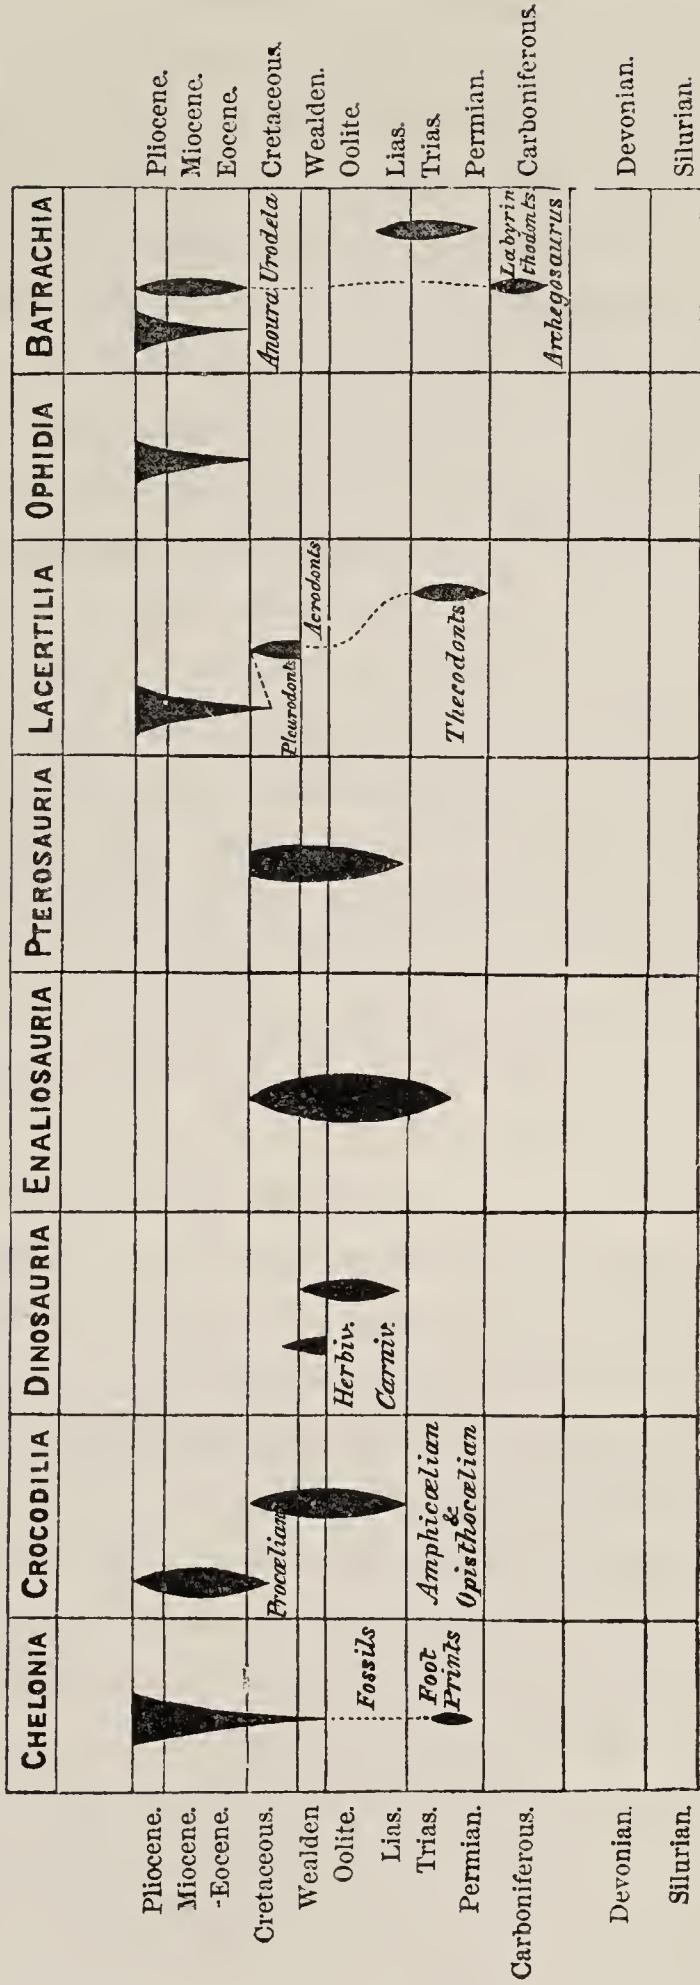 Pliocene.
Miocene.
Eocene.
Cretaceous.
Wealden.
Oolite.
Lias.
Trias.
Permian.
Carboniferous.
Devonian.
Silurian.
BATRACHIA
Anoura
Urodela
Labyrin
thodonts.
Archegosaurus
OPHIDIA
LACERTILIA
Pleurodonts
Acrodonts
Thecodonts
PTEROSAURIA
ENALIOSAURIA
DINOSAURIA
Herbiv.
Carniv.
CROCODILIA
Procœlian
Amphicœlian
&
Opisthocœlian
CHELONIA
Fossils
Foot
Prints
Pliocene.
Miocene.
-Eocene.
Cretaceous.
Wealden
Oolite.
Lias.
Trias.
Permian.
Carboniferous.
Devonian.
Silurian.